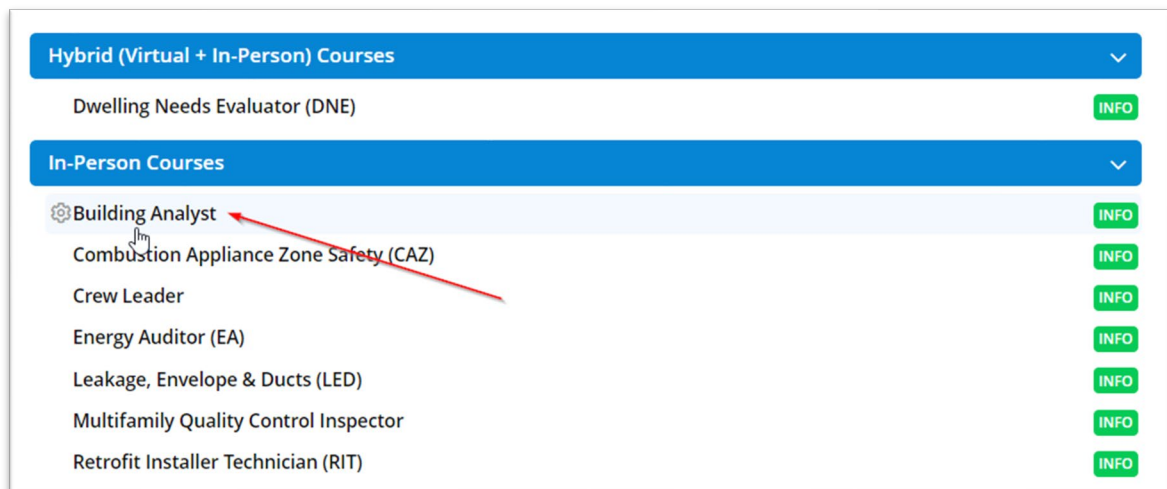 Hybrid (Virtual + In-Person) Courses
Dwelling Needs Evaluator (DNE) INFO
In-Person Courses
Building Analyst INFO
Combustion Appliance Zone Safety (CAZ) INFO
Crew Leader INFO
Energy Auditor (EA) INFO
Leakage, Envelope & Ducts (LED) INFO
Multifamily Quality Control Inspector INFO
Retrofit Installer Technician (RIT) INFO